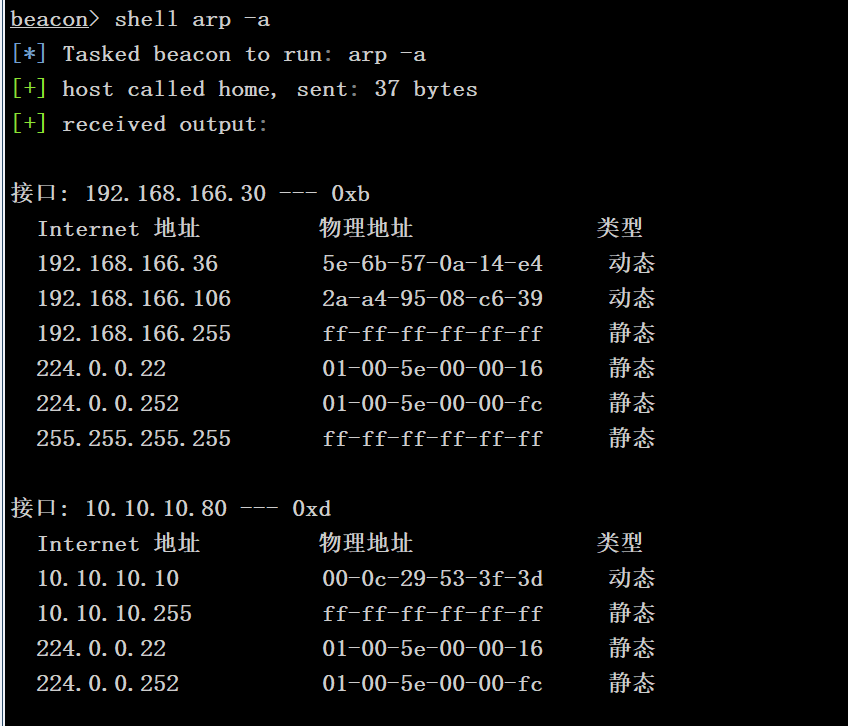 beacon> shell arp -a
[*] Tasked beacon to run: arp -a
[+] host called home, sent: 37 bytes
[+] received output:
接口: 192.168.166.30 --- 0xb
Internet 地址 物理地址 类型
192.168.166.36 5e-6b-57-0a-14-e4 动态
192.168.166.106 2a-a4-95-08-c6-39 动态
192.168.166.255 ff-ff-ff-ff-ff-ff 静态
224.0.0.22 01-00-5e-00-00-16 静态
224.0.0.252 01-00-5e-00-00-fc 静态
255.255.255.255 ff-ff-ff-ff-ff-ff 静态
接口: 10.10.10.80 --- 0xd
Internet 地址 物理地址 类型
10.10.10.10 00-0c-29-53-3f-3d 动态
10.10.10.255 ff-ff-ff-ff-ff-ff 静态
224.0.0.22 01-00-5e-00-00-16 静态
224.0.0.252 01-00-5e-00-00-fc 静态